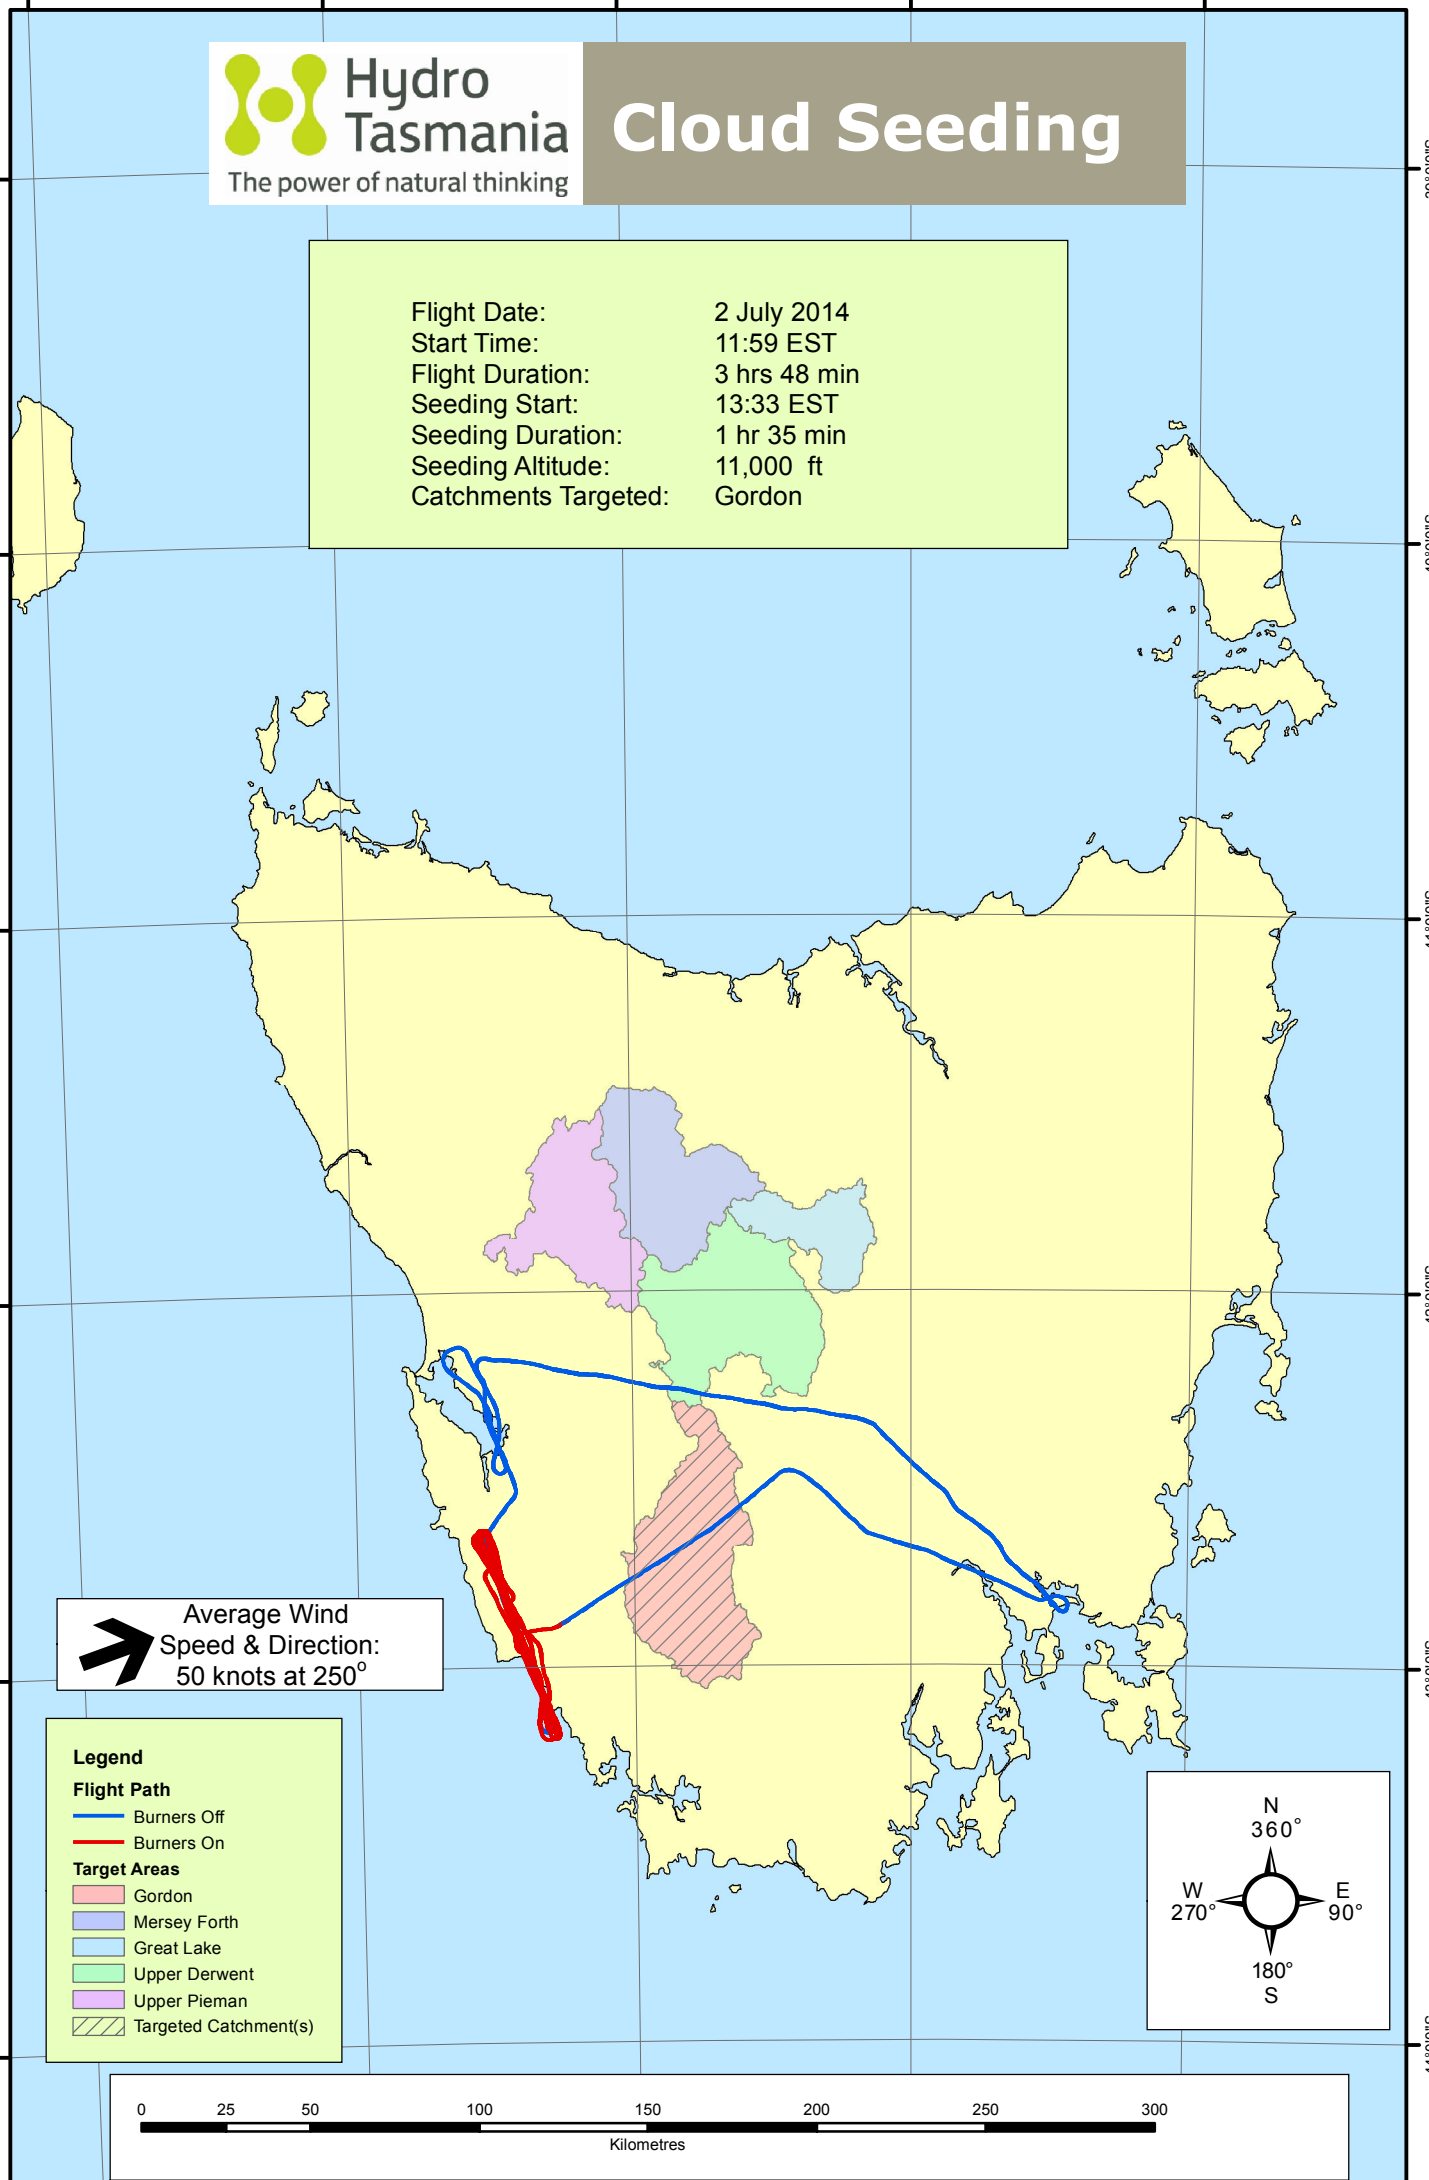 Hydro
Tasmania
The power of natural thinking
Cloud Seeding
Flight Date: 2 July 2014
Start Time: 11:59 EST
Flight Duration: 3 hrs 48 min
Seeding Start: 13:33 EST
Seeding Duration: 1 hr 35 min
Seeding Altitude: 11,000 ft
Catchments Targeted: Gordon
Average Wind
Speed & Direction:
50 knots at 250°
Legend
Flight Path
Burners Off
Burners On
Target Areas
Gordon
Mersey Forth
Great Lake
Upper Derwent
Upper Pieman
Targeted Catchment(s)
N
360°
W
270°
E
90°
180°
S
0 25 50 100 150 200 250 300
Kilometres